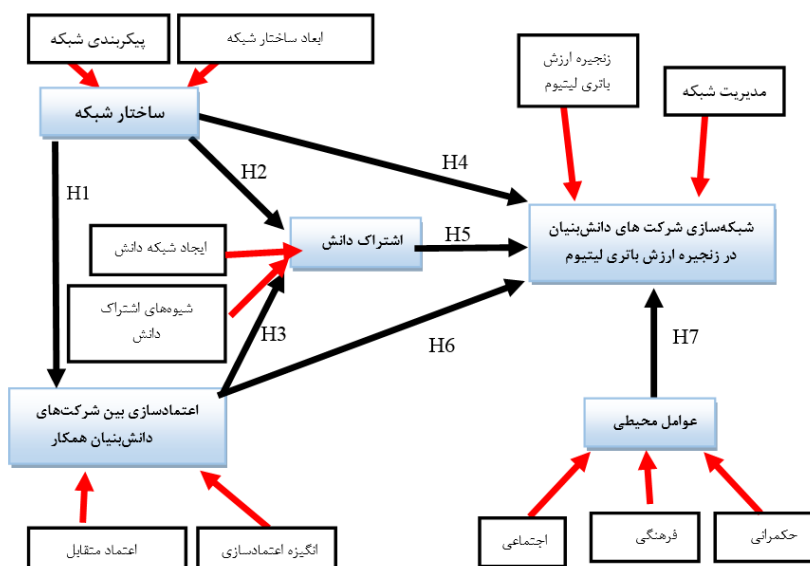 پیکربندی شبکه
ابعاد ساختار شبکه
زنجیره ارزش
باتری لیتیوم
مدیریت شبکه
ساختار شبکه
H1
H2
H4
شبکه‌سازی شرکت های دانش‌بنیان
در زنجیره ارزش باتری لیتیوم
اشتراک دانش
H5
ایجاد شبکه دانش
شیوه‌های اشتراک
دانش
H3
H6
H7
اعتمادسازی بین شرکت‌های
دانش‌بنیان همکار
عوامل محیطی
اعتماد متقابل
انگیزه اعتمادسازی
اجتماعی
فرهنگی
حکمرانی